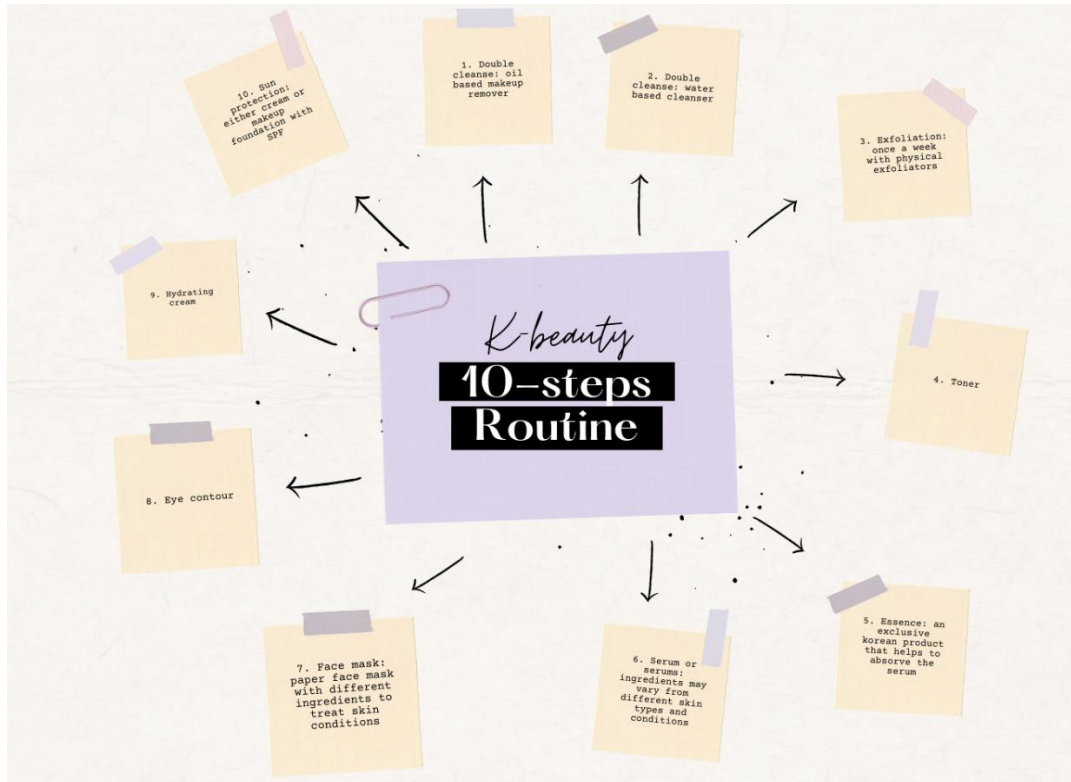 K-beauty
10-steps
Routine
1. Double
cleanse: oil
based makeup
remover
2. Double
cleanse: water
based cleanser
3. Exfoliation:
once a week
with physical
exfoliators
4. Toner
5. Essence: an
exclusive
korean product
that helps to
absorve the
serum
6. Serum or
serums:
ingredients may
vary from
different skin
types and
conditions
7. Face mask:
paper face mask
with different
ingredients to
treat skin
conditions
8. Eye contour
9. Hydrating
cream
10. Sun
protection:
either cream or
makeup
foundation with
SPF